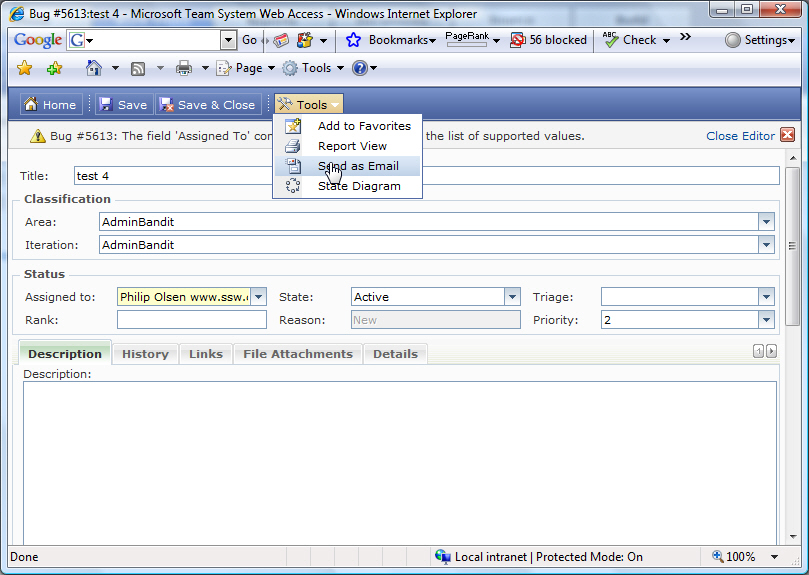 Bug #5613:test 4 - Microsoft Team System Web Access - Windows Internet Explorer
Google G Go Bookmarks PageRank 56 blocked ABC Check » Settings
Page Tools
Home Save Save & Close Tools
Add to Favorites
Report View
Send as Email
State Diagram
Bug #5613: The field 'Assigned To' con the list of supported values. Close Editor
Title: test 4
Classification
Area: AdminBandit
Iteration: AdminBandit
Status
Assigned to: Philip Olsen www.ssw. State: Active Triage:
Rank: Reason: New Priority: 2
Description History Links File Attachments Details
Description:
Done Local intranet | Protected Mode: On 100%